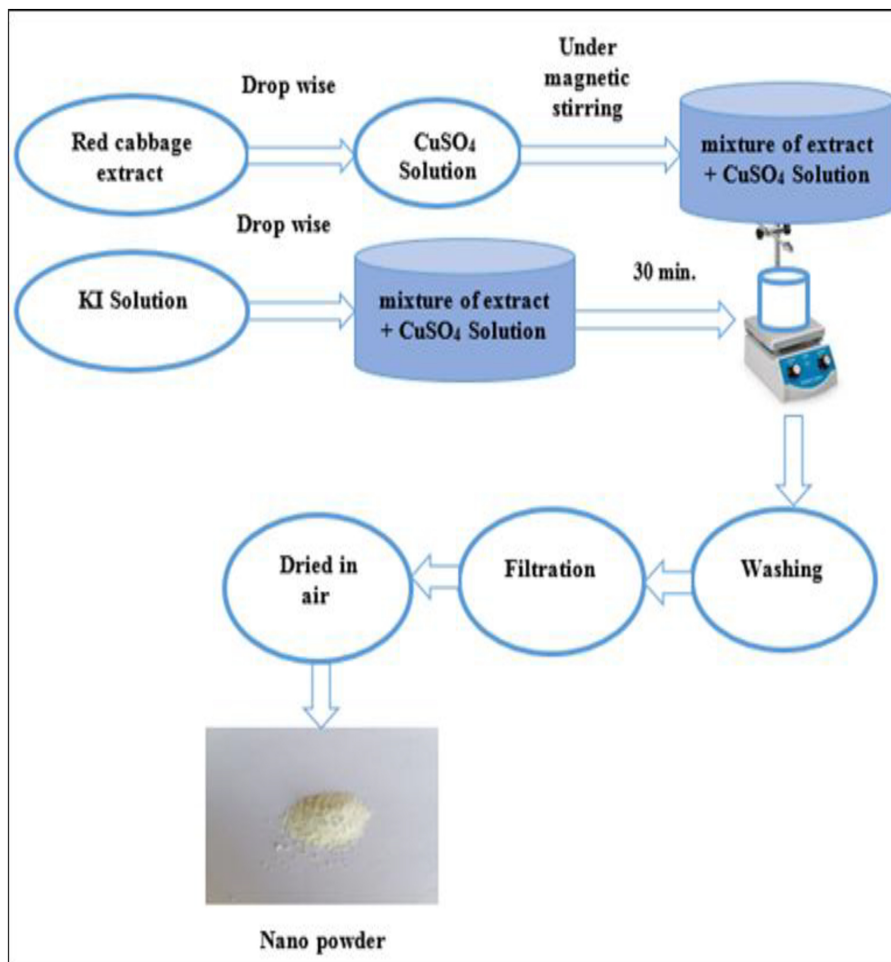 Drop wise
Under
magnetic
stirring
Red cabbage
extract
CuSO₄
Solution
mixture of extract
+ CuSO₄ Solution
Drop wise
KI Solution
mixture of extract
+ CuSO₄ Solution
30 min.
Dried in
air
Filtration
Washing
Nano powder